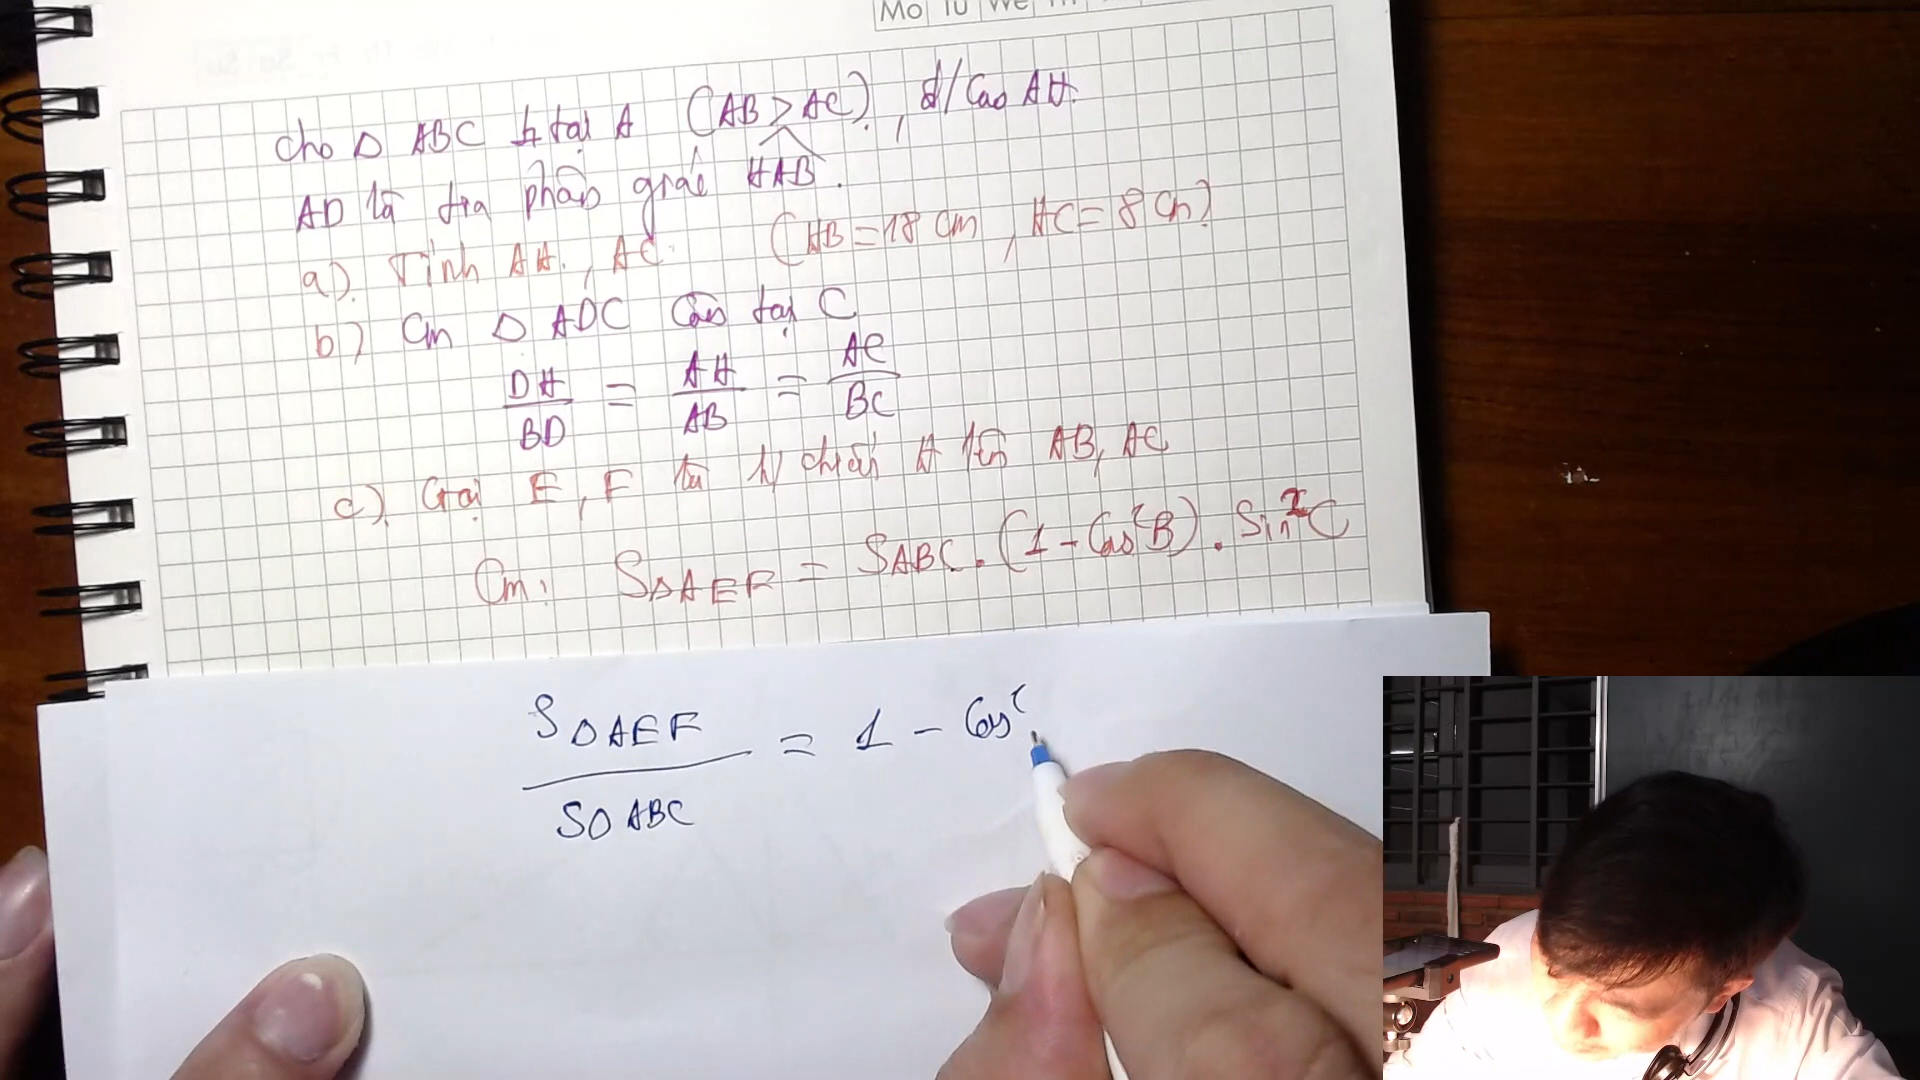 Mo Tu We
Cho Δ ABC ⊥ tại A (AB > AC), đ/cao AH.
AD là tia phân giác HAB.
a). Tính AH, AC. (HB = 18 cm, HC = 8 cm)
b) Cm Δ ADC cân tại C
DH/BD = AH/AB = AC/BC
c). Gọi E, F là h/chiếu H lên AB, AC
Cm: SΔAEF = SABC. (1 - Cos²B) . Sin²C
SΔAEF/SΔABC = 1 - Cos²